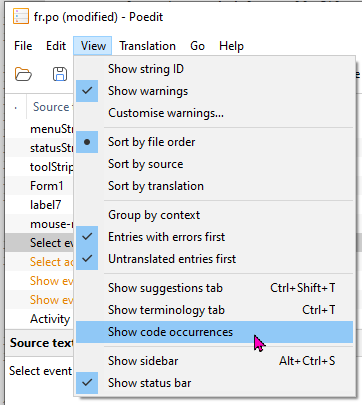 fr.po (modified) - Poedit
File Edit View Translation Go Help
Show string ID
Show warnings
Customise warnings...
Sort by file order
Sort by source
Sort by translation
Group by context
Entries with errors first
Untranslated entries first
Show suggestions tab Ctrl+Shift+T
Show terminology tab Ctrl+T
Show code occurrences
Show sidebar Alt+Ctrl+S
Show status bar
Source t
menuStr
statusStr
toolStrip
Form1
label7
mouse-r
Select eve
Select ac
Show eve
Show eve
Activity
Source text
Select event